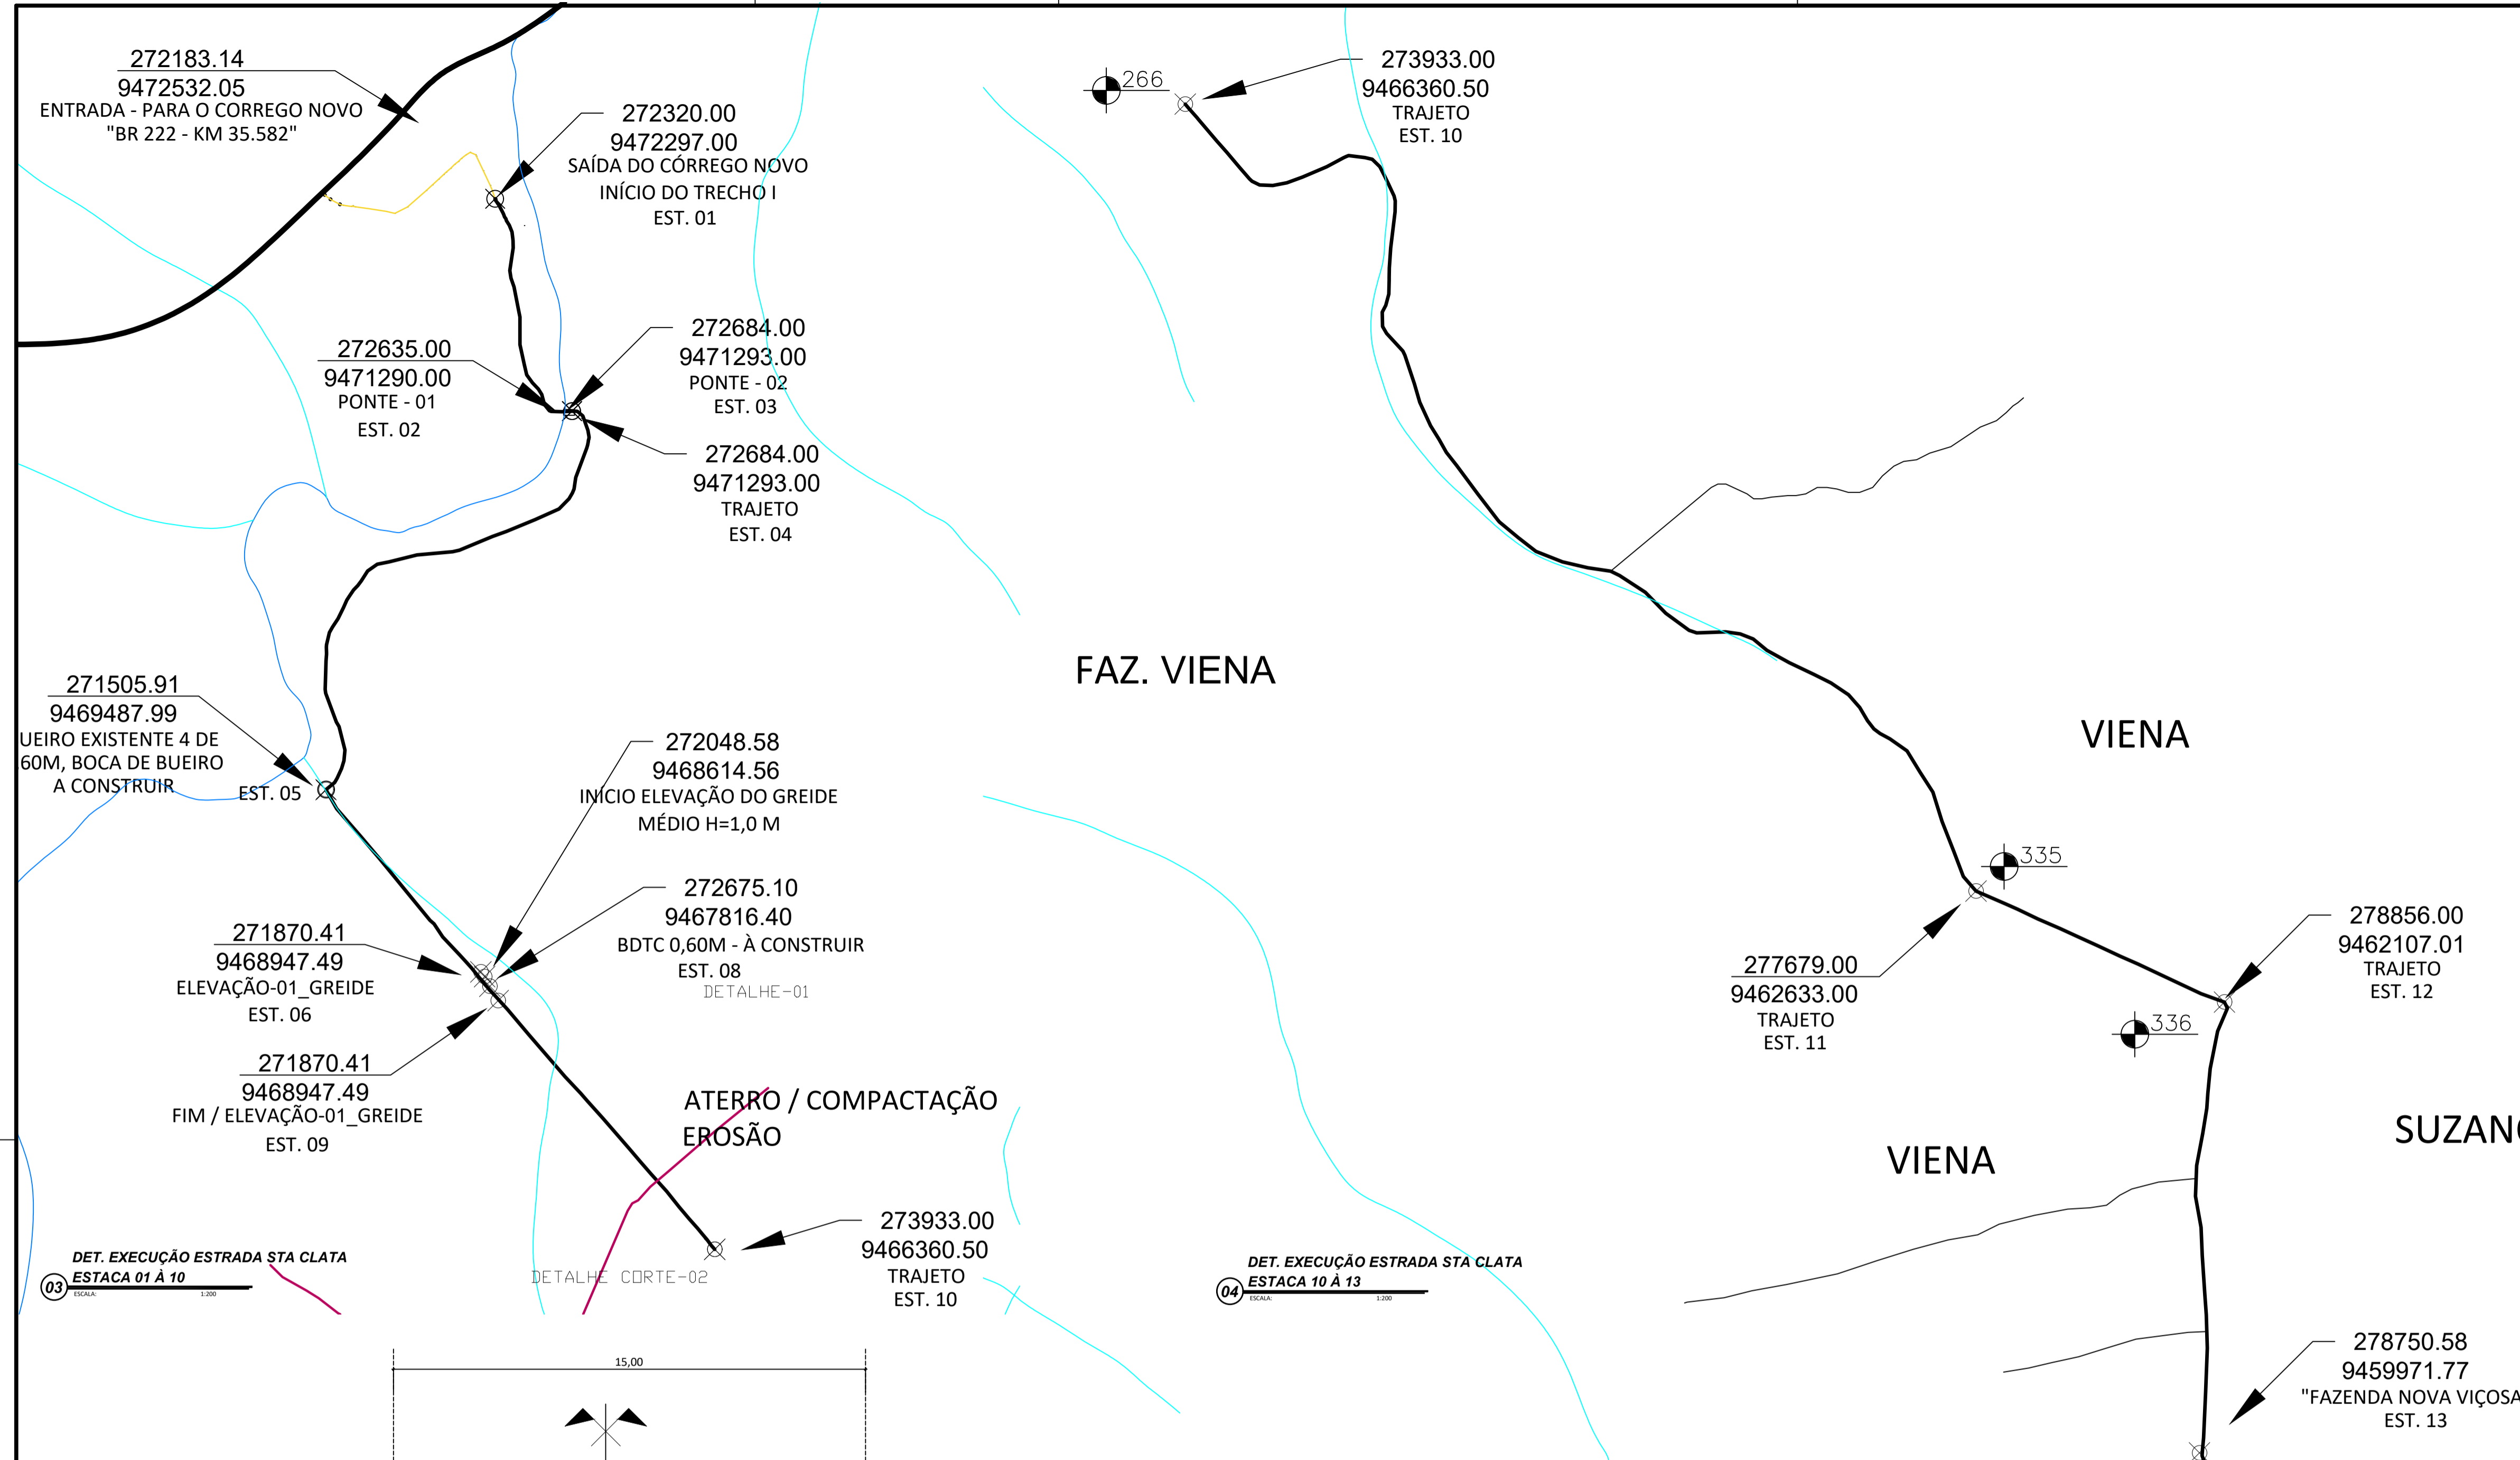 272183.14
9472532.05
ENTRADA - PARA O CORREGO NOVO
"BR 222 - KM 35.582"
272320.00
9472297.00
SAÍDA DO CÓRREGO NOVO
INÍCIO DO TRECHO I
EST. 01
272684.00
9471293.00
PONTE - 02
EST. 03
272635.00
9471290.00
PONTE - 01
EST. 02
272684.00
9471293.00
TRAJETO
EST. 04
271505.91
9469487.99
UEIRO EXISTENTE 4 DE
60M, BOCA DE BUEIRO
A CONSTRUIR
EST. 05
272048.58
9468614.56
INICIO ELEVAÇÃO DO GREIDE
MÉDIO H=1,0 M
272675.10
9467816.40
BDTC 0,60M - À CONSTRUIR
EST. 08
DETALHE-01
271870.41
9468947.49
ELEVAÇÃO-01_GREIDE
EST. 06
271870.41
9468947.49
FIM / ELEVAÇÃO-01_GREIDE
EST. 09
ATERRO / COMPACTAÇÃO
EROSÃO
273933.00
9466360.50
TRAJETO
EST. 10
DETALHE CORTE-02
DET. EXECUÇÃO ESTRADA STA CLATA
03
ESTACA 01 À 10
ESCALA: 1:200
15,00
266
273933.00
9466360.50
TRAJETO
EST. 10
FAZ. VIENA
VIENA
335
277679.00
9462633.00
TRAJETO
EST. 11
278856.00
9462107.01
TRAJETO
EST. 12
336
SUZANO
VIENA
DET. EXECUÇÃO ESTRADA STA CLATA
04
ESTACA 10 À 13
ESCALA: 1:200
278750.58
9459971.77
"FAZENDA NOVA VIÇOSA
EST. 13